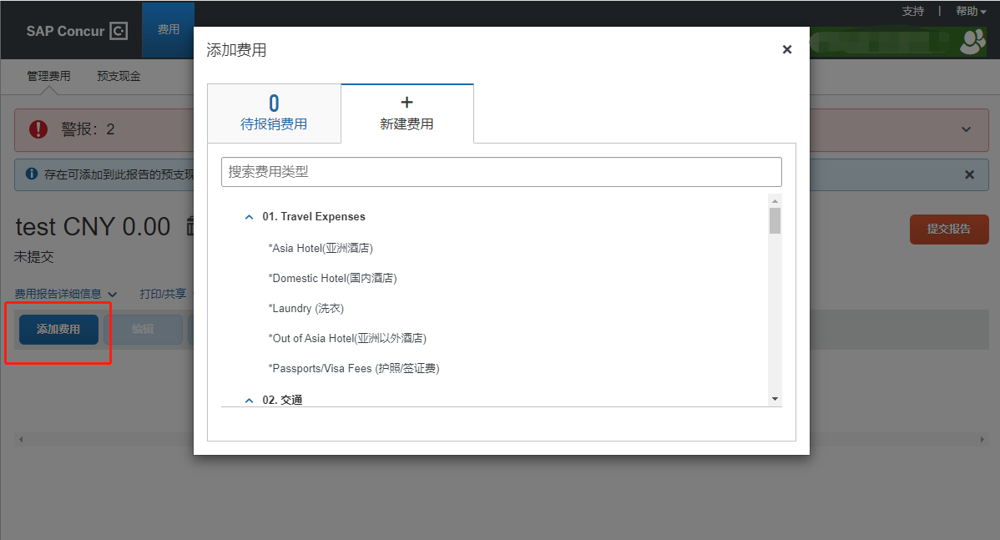 支持 | 帮助
SAP Concur
费用
管理费用
预支现金
添加费用
0
待报销费用
+
新建费用
警报：2
存在可添加到此报告的预支现
搜索费用类型
01. Travel Expenses
*Asia Hotel(亚洲酒店)
*Domestic Hotel(国内酒店)
*Laundry (洗衣)
*Out of Asia Hotel(亚洲以外酒店)
*Passports/Visa Fees (护照/签证费)
02. 交通
test CNY 0.00
提交报告
未提交
费用报告详细信息
打印/共享
添加费用
编辑